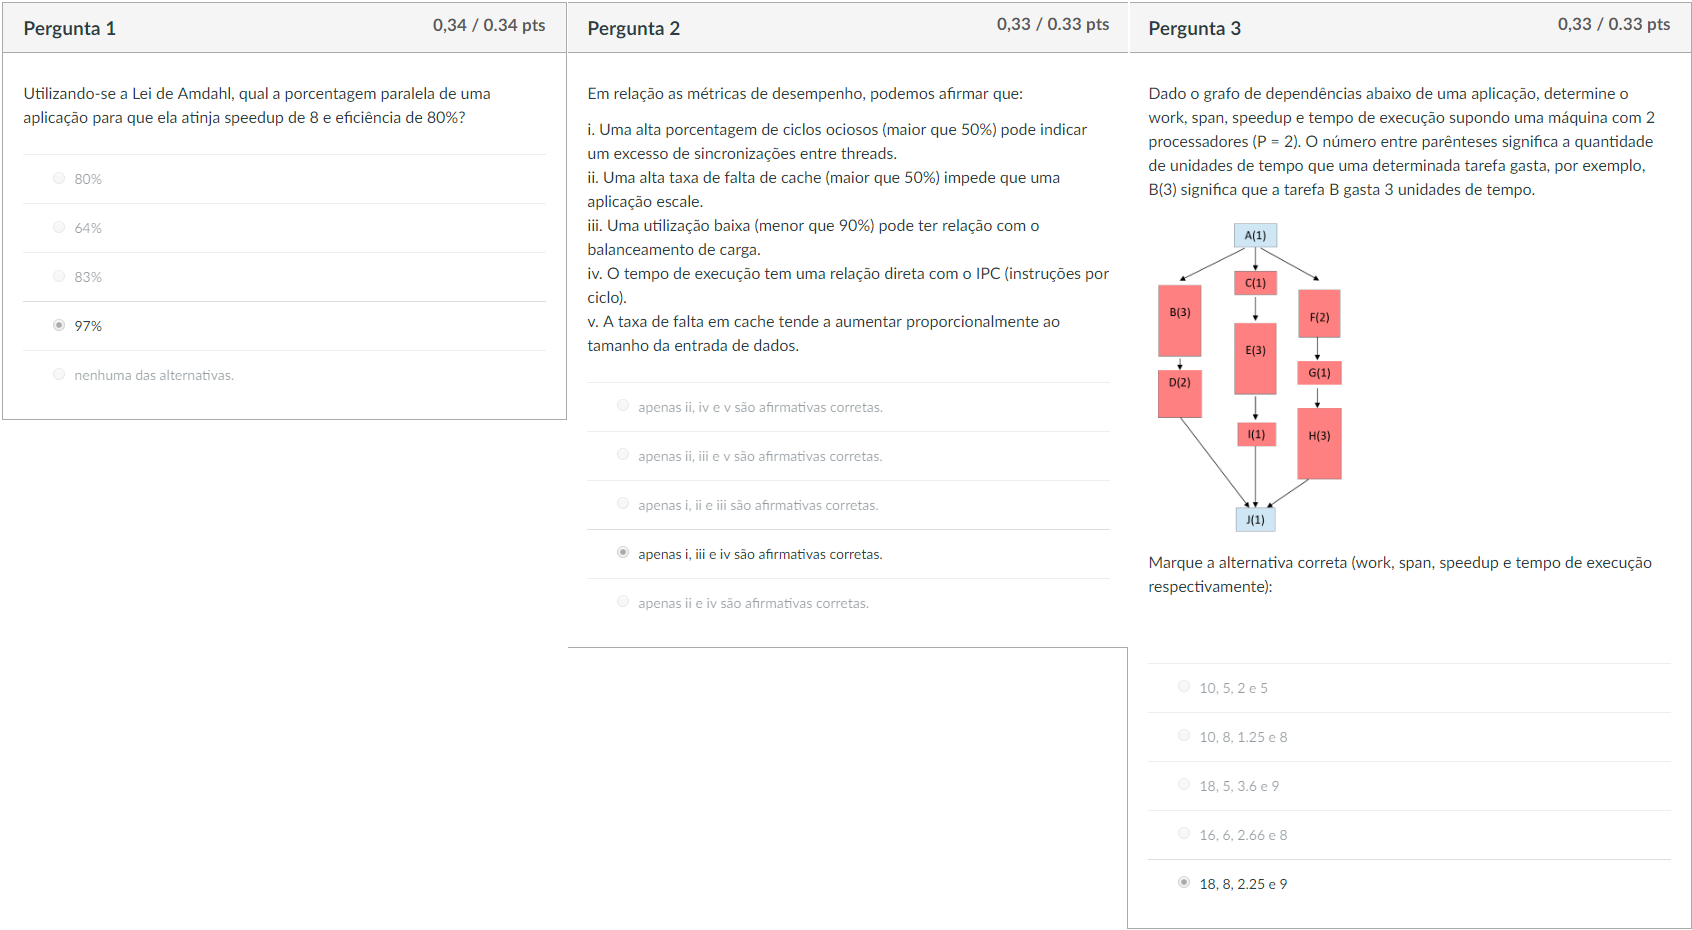 Pergunta 1
0,34 / 0.34 pts
Utilizando-se a Lei de Amdahl, qual a porcentagem paralela de uma
aplicação para que ela atinja speedup de 8 e eficiência de 80%?
80%
64%
83%
97%
nenhuma das alternativas.
Pergunta 2
0,33 / 0.33 pts
Em relação as métricas de desempenho, podemos afirmar que:
i. Uma alta porcentagem de ciclos ociosos (maior que 50%) pode indicar
um excesso de sincronizações entre threads.
ii. Uma alta taxa de falta de cache (maior que 50%) impede que uma
aplicação escale.
iii. Uma utilização baixa (menor que 90%) pode ter relação com o
balanceamento de carga.
iv. O tempo de execução tem uma relação direta com o IPC (instruções por
ciclo).
v. A taxa de falta em cache tende a aumentar proporcionalmente ao
tamanho da entrada de dados.
apenas ii, iv e v são afirmativas corretas.
apenas ii, iii e v são afirmativas corretas.
apenas i, ii e iii são afirmativas corretas.
apenas i, iii e iv são afirmativas corretas.
apenas ii e iv são afirmativas corretas.
Pergunta 3
0,33 / 0.33 pts
Dado o grafo de dependências abaixo de uma aplicação, determine o
work, span, speedup e tempo de execução supondo uma máquina com 2
processadores (P = 2). O número entre parênteses significa a quantidade
de unidades de tempo que uma determinada tarefa gasta, por exemplo,
B(3) significa que a tarefa B gasta 3 unidades de tempo.
A(1)
C(1)
B(3)
F(2)
E(3)
G(1)
D(2)
I(1)
H(3)
J(1)
Marque a alternativa correta (work, span, speedup e tempo de execução
respectivamente):
10, 5, 2 e 5
10, 8, 1.25 e 8
18, 5, 3.6 e 9
16, 6, 2.66 e 8
18, 8, 2.25 e 9